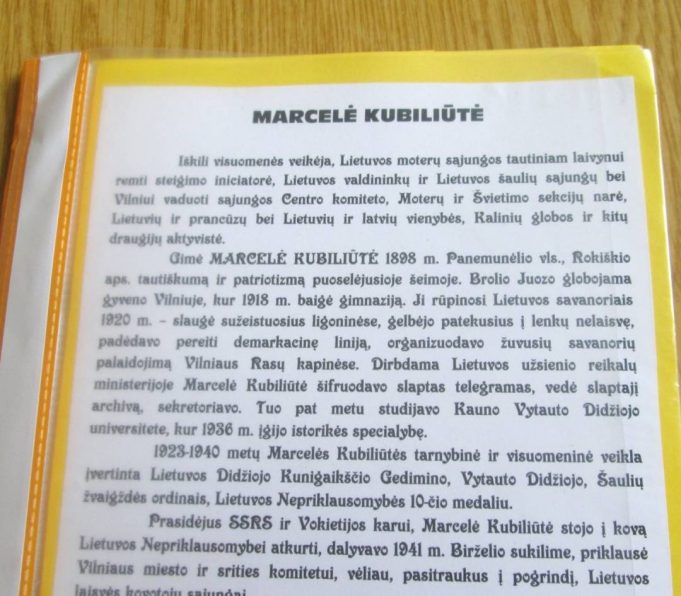 MARCELĖ KUBILIŪTĖ
Iškili visuomenės veikėja, Lietuvos moterų sąjungos tautiniam laivynui
remti steigimo iniciatorė, Lietuvos valdininkų ir Lietuvos šaulių sąjungų bei
Vilniui vaduoti sąjungos Centro komiteto, Moterų ir Švietimo sekcijų narė,
Lietuvių ir prancūzų bei Lietuvių ir latvių vienybės, Kalinių globos ir kitų
draugijų aktyvistė.
Gimė MARCELĖ KUBILIŪTĖ 1898 m. Panemunėlio vls., Rokiškio
aps. tautiškumą ir patriotizmą puoselėjusioje šeimoje. Brolio Juozo globojama
gyveno Vilniuje, kur 1918 m. baigė gimnaziją. Ji rūpinosi Lietuvos savanoriais
1920 m. - slaugė sužeistuosius ligoninėse, gelbėjo patekusius į lenkų nelaisvę,
padėdavo pereiti demarkacinę liniją, organizuodavo žuvusių savanorių
palaidojimą Vilniaus Rasų kapinėse. Dirbdama Lietuvos užsienio reikalų
ministerijoje Marcelė Kubiliūtė šifruodavo slaptas telegramas, vedė slaptąjį
archivą, sekretoriavo. Tuo pat metu studijavo Kauno Vytauto Didžiojo
universitete, kur 1936 m. įgijo istorikės specialybę.
1923-1940 metų Marcelės Kubiliūtės tarnybinė ir visuomeninė veikla
įvertinta Lietuvos Didžiojo Kunigaikščio Gedimino, Vytauto Didžiojo, Šaulių
žvaigždės ordinais, Lietuvos Nepriklausomybės 10-čio medaliu.
Prasidėjus SSRS ir Vokietijos karui, Marcelė Kubiliūtė stojo į kovą
Lietuvos Nepriklausomybei atkurti, dalyvavo 1941 m. Birželio sukilime, priklausė
Vilniaus miesto ir srities komitetui, vėliau, pasitraukus į pogrindį, Lietuvos
laisvės kovotojų sąjungai.